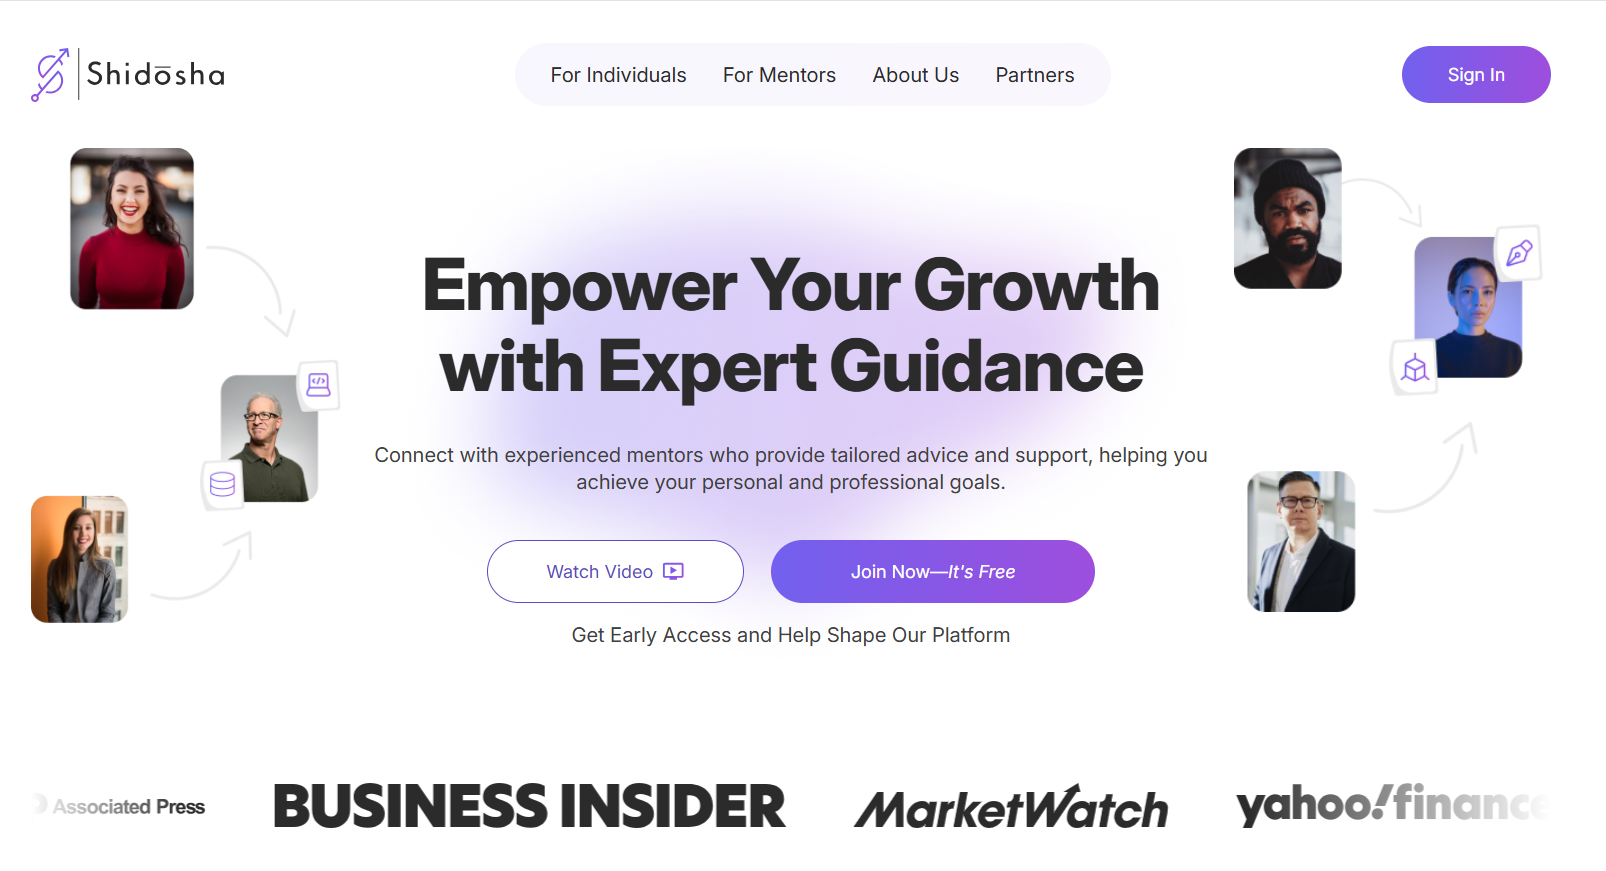 Shidōsha
For Individuals
For Mentors
About Us
Partners
Sign In
Empower Your Growth
with Expert Guidance
Connect with experienced mentors who provide tailored advice and support, helping you
achieve your personal and professional goals.
Watch Video
Join Now—It's Free
Get Early Access and Help Shape Our Platform
Associated Press
BUSINESS INSIDER
MarketWatch
yahoo!finance